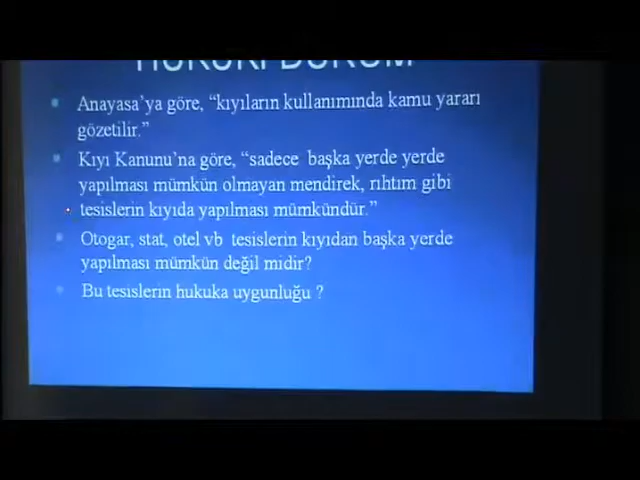 HUKUKİ DURUM
Anayasa'ya göre, “kıyıların kullanımında kamu yararı
gözetilir.”
Kıyı Kanunu'na göre, “sadece başka yerde yerde
yapılması mümkün olmayan mendirek, rıhtım gibi
tesislerin kıyıda yapılması mümkündür.”
Otogar, stat, otel vb tesislerin kıyıdan başka yerde
yapılması mümkün değil midir?
Bu tesislerin hukuka uygunluğu ?